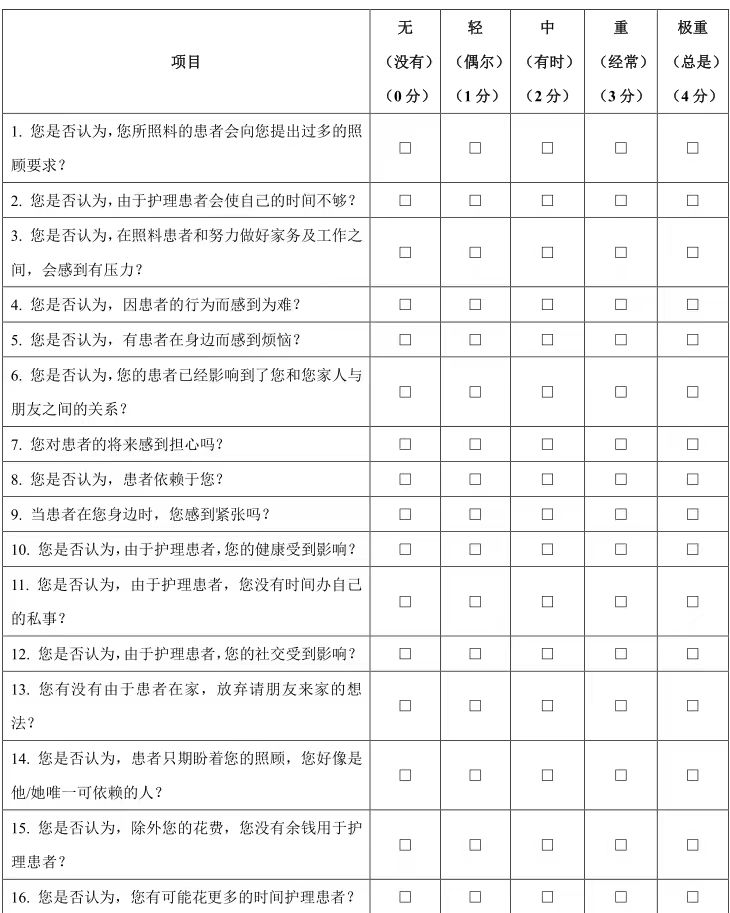 项目
无
（没有）
（0 分）
轻
（偶尔）
（1 分）
中
（有时）
（2 分）
重
（经常）
（3 分）
极重
（总是）
（4 分）
1. 您是否认为，您所照料的患者会向您提出过多的照
顾要求？
□ □ □ □ □
2. 您是否认为，由于护理患者会使自己的时间不够？
□ □ □ □ □
3. 您是否认为，在照料患者和努力做好家务及工作之
间，会感到有压力？
□ □ □ □ □
4. 您是否认为，因患者的行为而感到为难？
□ □ □ □ □
5. 您是否认为，有患者在身边而感到烦恼？
□ □ □ □ □
6. 您是否认为，您的患者已经影响到了您和您家人与
朋友之间的关系？
□ □ □ □ □
7. 您对患者的将来感到担心吗？
□ □ □ □ □
8. 您是否认为，患者依赖于您？
□ □ □ □ □
9. 当患者在您身边时，您感到紧张吗？
□ □ □ □ □
10. 您是否认为，由于护理患者，您的健康受到影响？
□ □ □ □ □
11. 您是否认为，由于护理患者，您没有时间办自己
的私事？
□ □ □ □ □
12. 您是否认为，由于护理患者，您的社交受到影响？
□ □ □ □ □
13. 您有没有由于患者在家，放弃请朋友来家的想
法？
□ □ □ □ □
14. 您是否认为，患者只期盼着您的照顾，您好像是
他/她唯一可依赖的人？
□ □ □ □ □
15. 您是否认为，除外您的花费，您没有余钱用于护
理患者？
□ □ □ □ □
16. 您是否认为，您有可能花更多的时间护理患者？
□ □ □ □ □